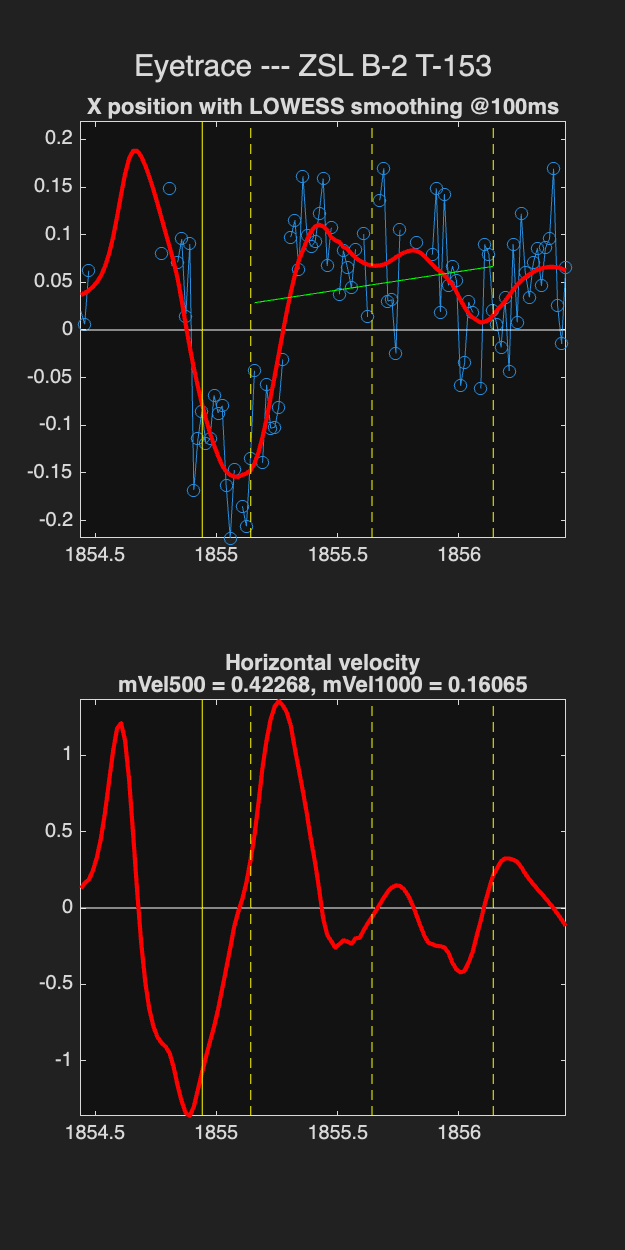 Eyetrace --- ZSL B-2 T-153
X position with LOWESS smoothing @100ms
0.2
0.15
0.1
0.05
0
-0.05
-0.1
-0.15
-0.2
1854.5 1855 1855.5 1856
Horizontal velocity
mVel500 = 0.42268, mVel1000 = 0.16065
1
0.5
0
-0.5
-1
1854.5 1855 1855.5 1856